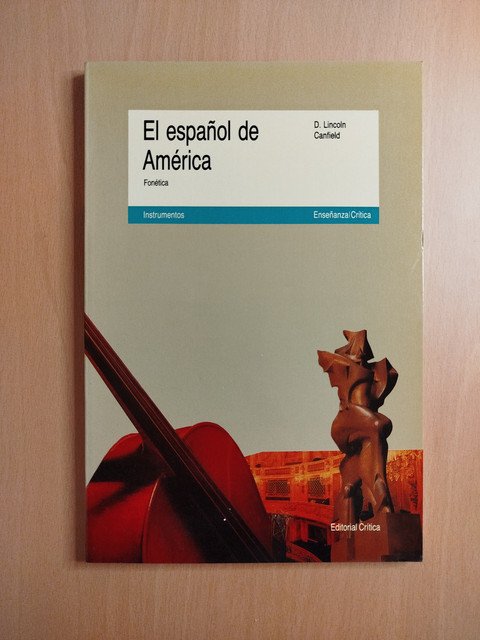 El español de
América
Fonética
D. Lincoln
Canfield
Instrumentos
Enseñanza/Crítica
Editorial Crítica